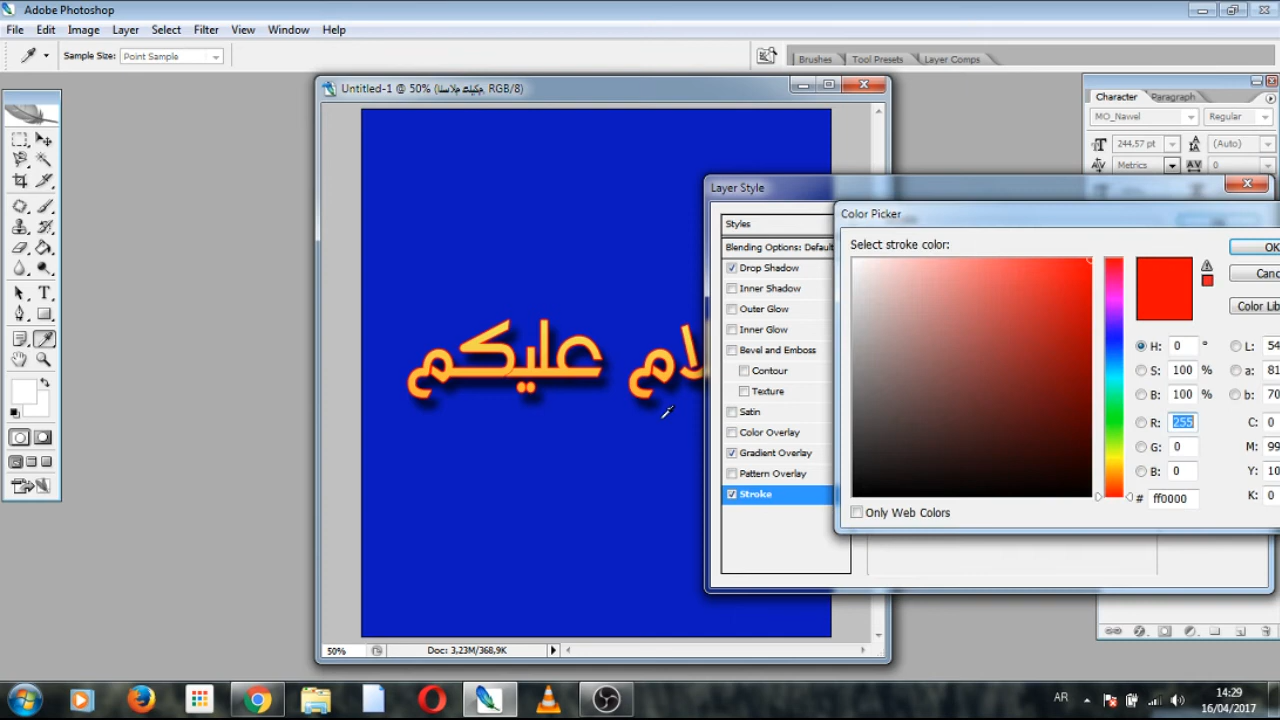 Adobe Photoshop
File Edit Image Layer Select Filter View Window Help
Sample Size: Point Sample
Brushes Tool Presets Layer Comps
Untitled-1 @ 50% (السلام عليكم, RGB/8)
Character Paragraph
MO_Nawel Regular
244,57 pt (Auto)
Metrics 0
Layer Style
Styles
Blending Options: Default
Drop Shadow
Inner Shadow
Outer Glow
Inner Glow
Bevel and Emboss
Contour
Texture
Satin
Color Overlay
Gradient Overlay
Pattern Overlay
Stroke
Color Picker
Select stroke color:
OK
Canc
Color Lib
H: 0 ° L: 54
S: 100 % a: 81
B: 100 % b: 70
R: 255 C: 0
G: 0 M: 99
B: 0 Y: 10
# ff0000 K: 0
Only Web Colors
لام عليكم
50% Doc: 3,23M/368,9K
AR
14:29
16/04/2017